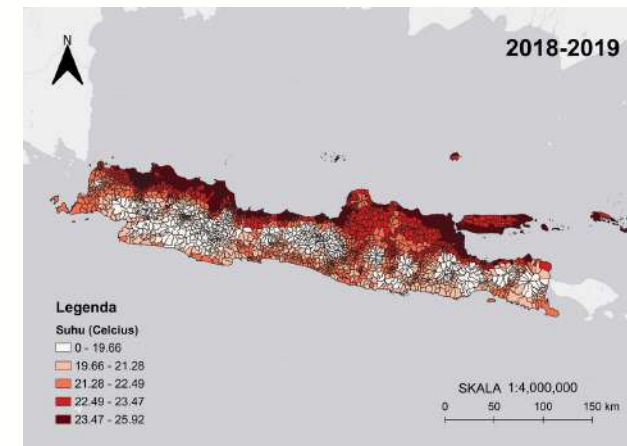 N
2018-2019
Legenda
Suhu (Celcius)
0 - 19.66
19.66 - 21.28
21.28 - 22.49
22.49 - 23.47
23.47 - 25.92
SKALA 1:4,000,000
0 50 100 150 km